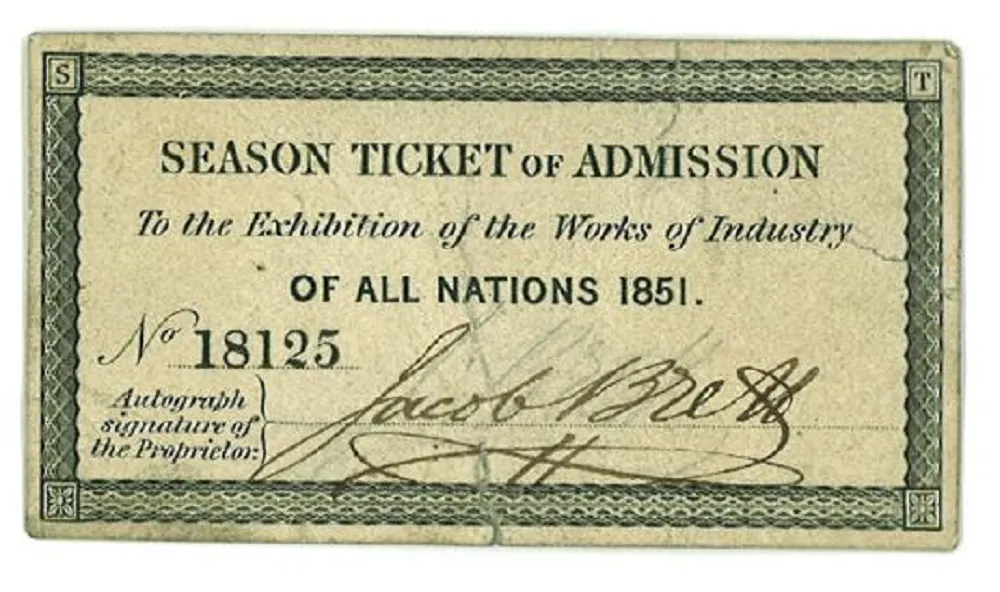 S T
SEASON TICKET OF ADMISSION
To the Exhibition of the Works of Industry
OF ALL NATIONS 1851.
No 18125
Autograph
signature of
the Proprietor:
Jacob Brett